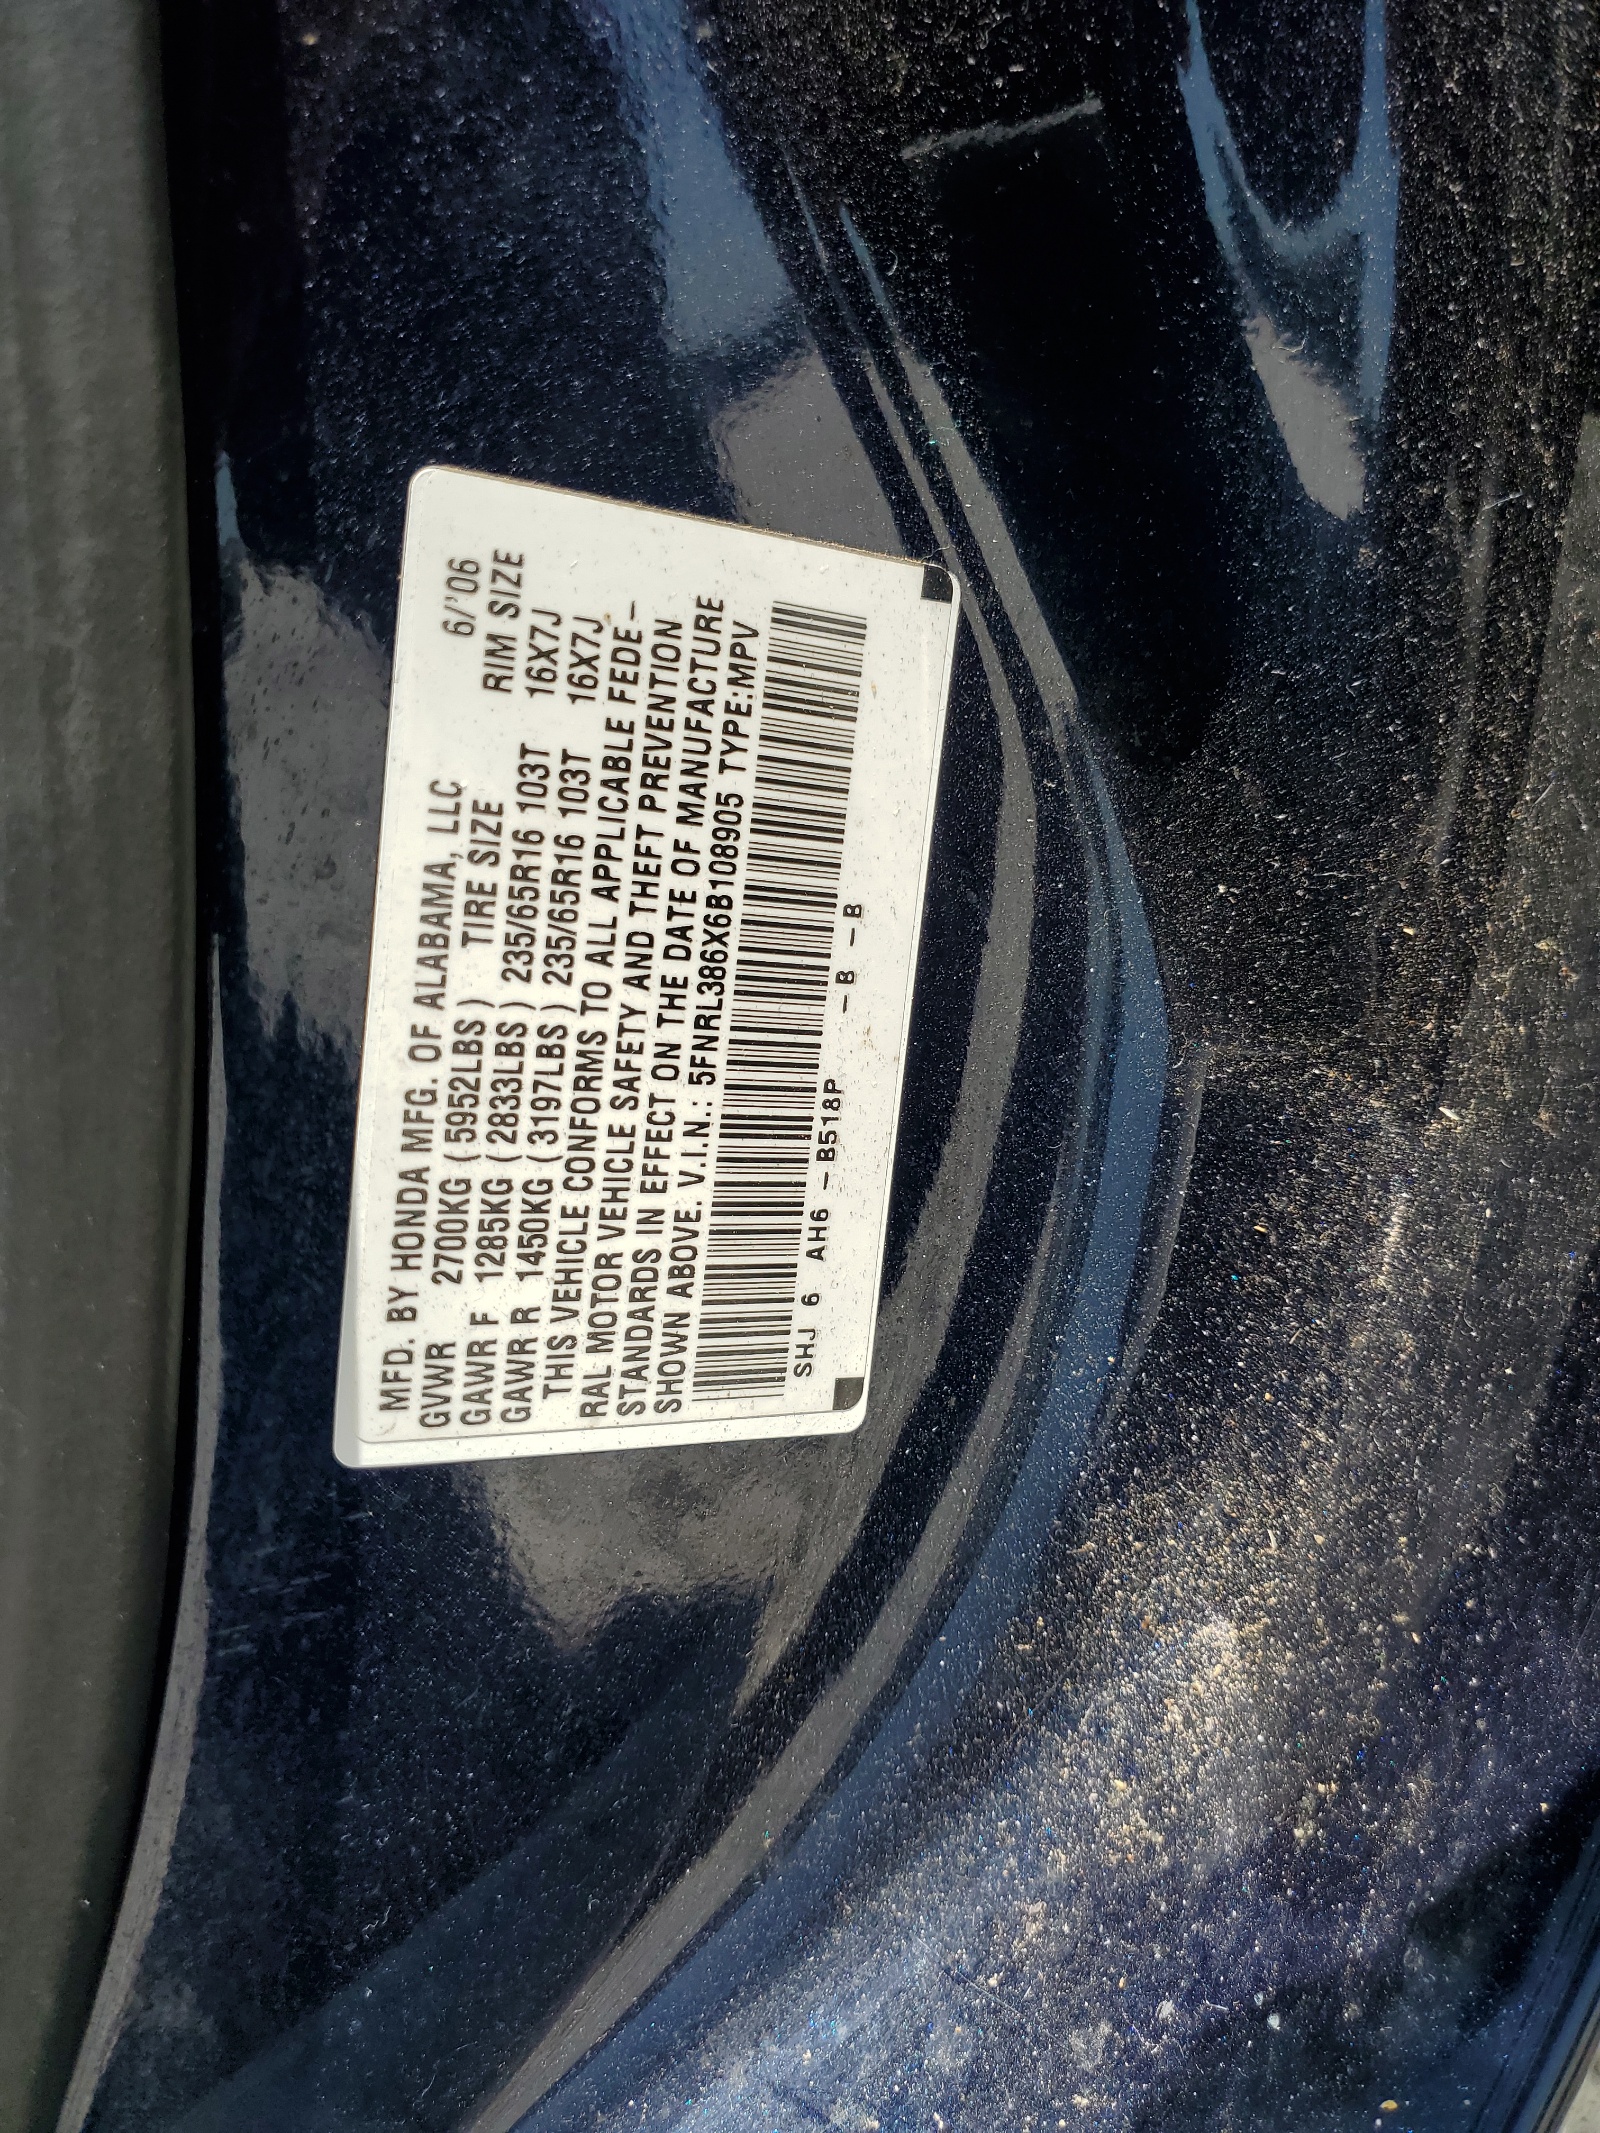 MFD. BY HONDA MFG. OF ALABAMA, LLC 6/'06
GVWR 2700KG (5952LBS) TIRE SIZE RIM SIZE
GAWR F 1285KG (2833LBS) 235/65R16 103T 16X7J
GAWR R 1450KG (3197LBS) 235/65R16 103T 16X7J
THIS VEHICLE CONFORMS TO ALL APPLICABLE FEDE-
RAL MOTOR VEHICLE SAFETY AND THEFT PREVENTION
STANDARDS IN EFFECT ON THE DATE OF MANUFACTURE
SHOWN ABOVE. V.I.N.: 5FNRL386X6B108905 TYPE:MPV
SHJ 6 AH6 -B518P - B - B